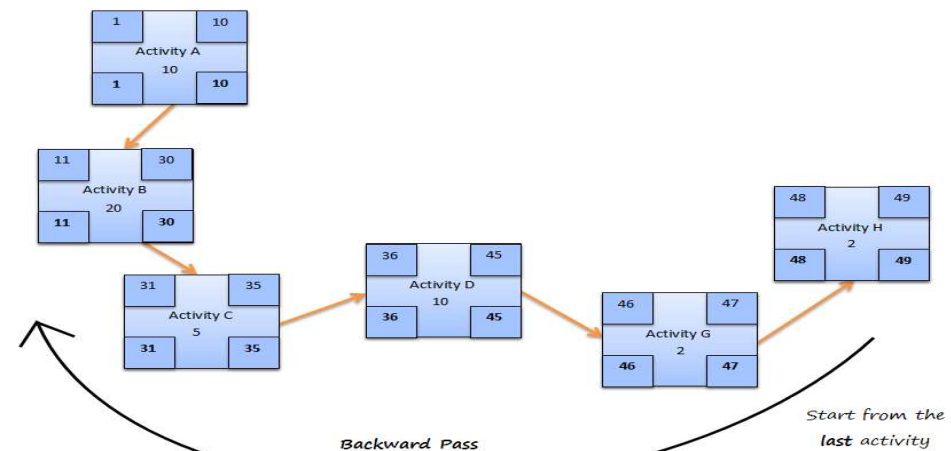 1 10
Activity A
10
1 10
11 30
Activity B
20
11 30
31 35
Activity C
5
31 35
36 45
Activity D
10
36 45
46 47
Activity G
2
46 47
48 49
Activity H
2
48 49
Backward Pass
Start from the
last activity